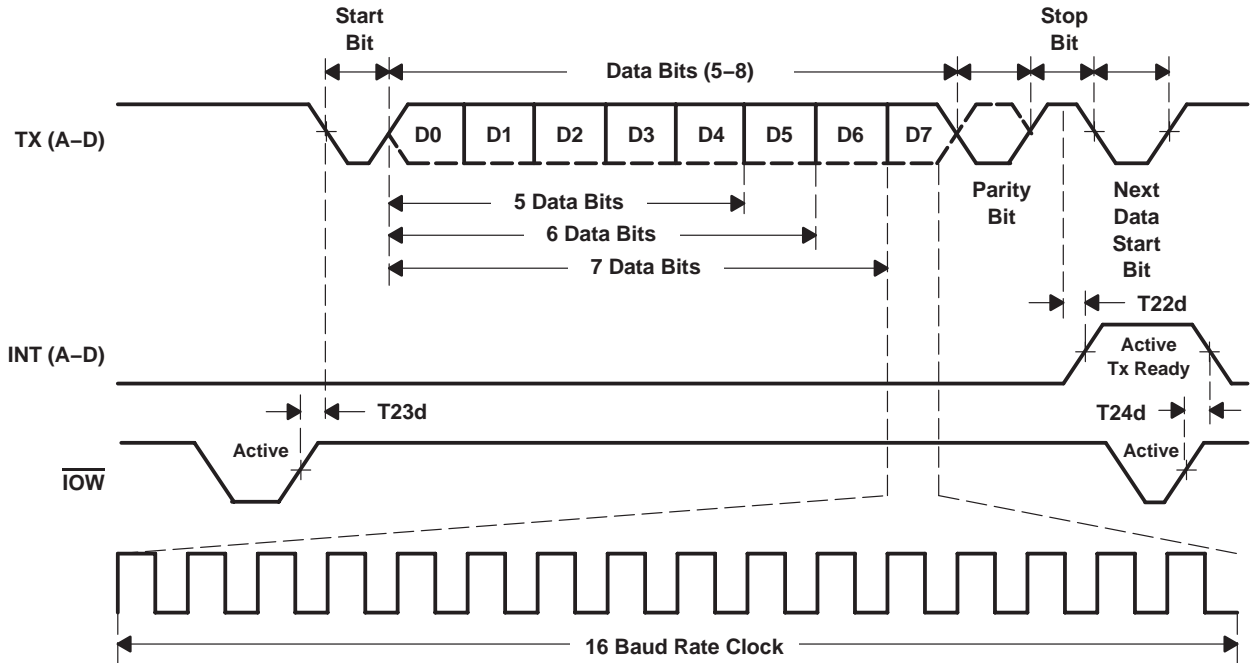 Start
Bit
Stop
Bit
Data Bits (5–8)
TX (A–D)
D0 D1 D2 D3 D4 D5 D6 D7
Parity
Bit
Next
Data
Start
Bit
5 Data Bits
6 Data Bits
7 Data Bits
T22d
INT (A–D)
Active
Tx Ready
T23d
T24d
Active
Active
IOW
16 Baud Rate Clock